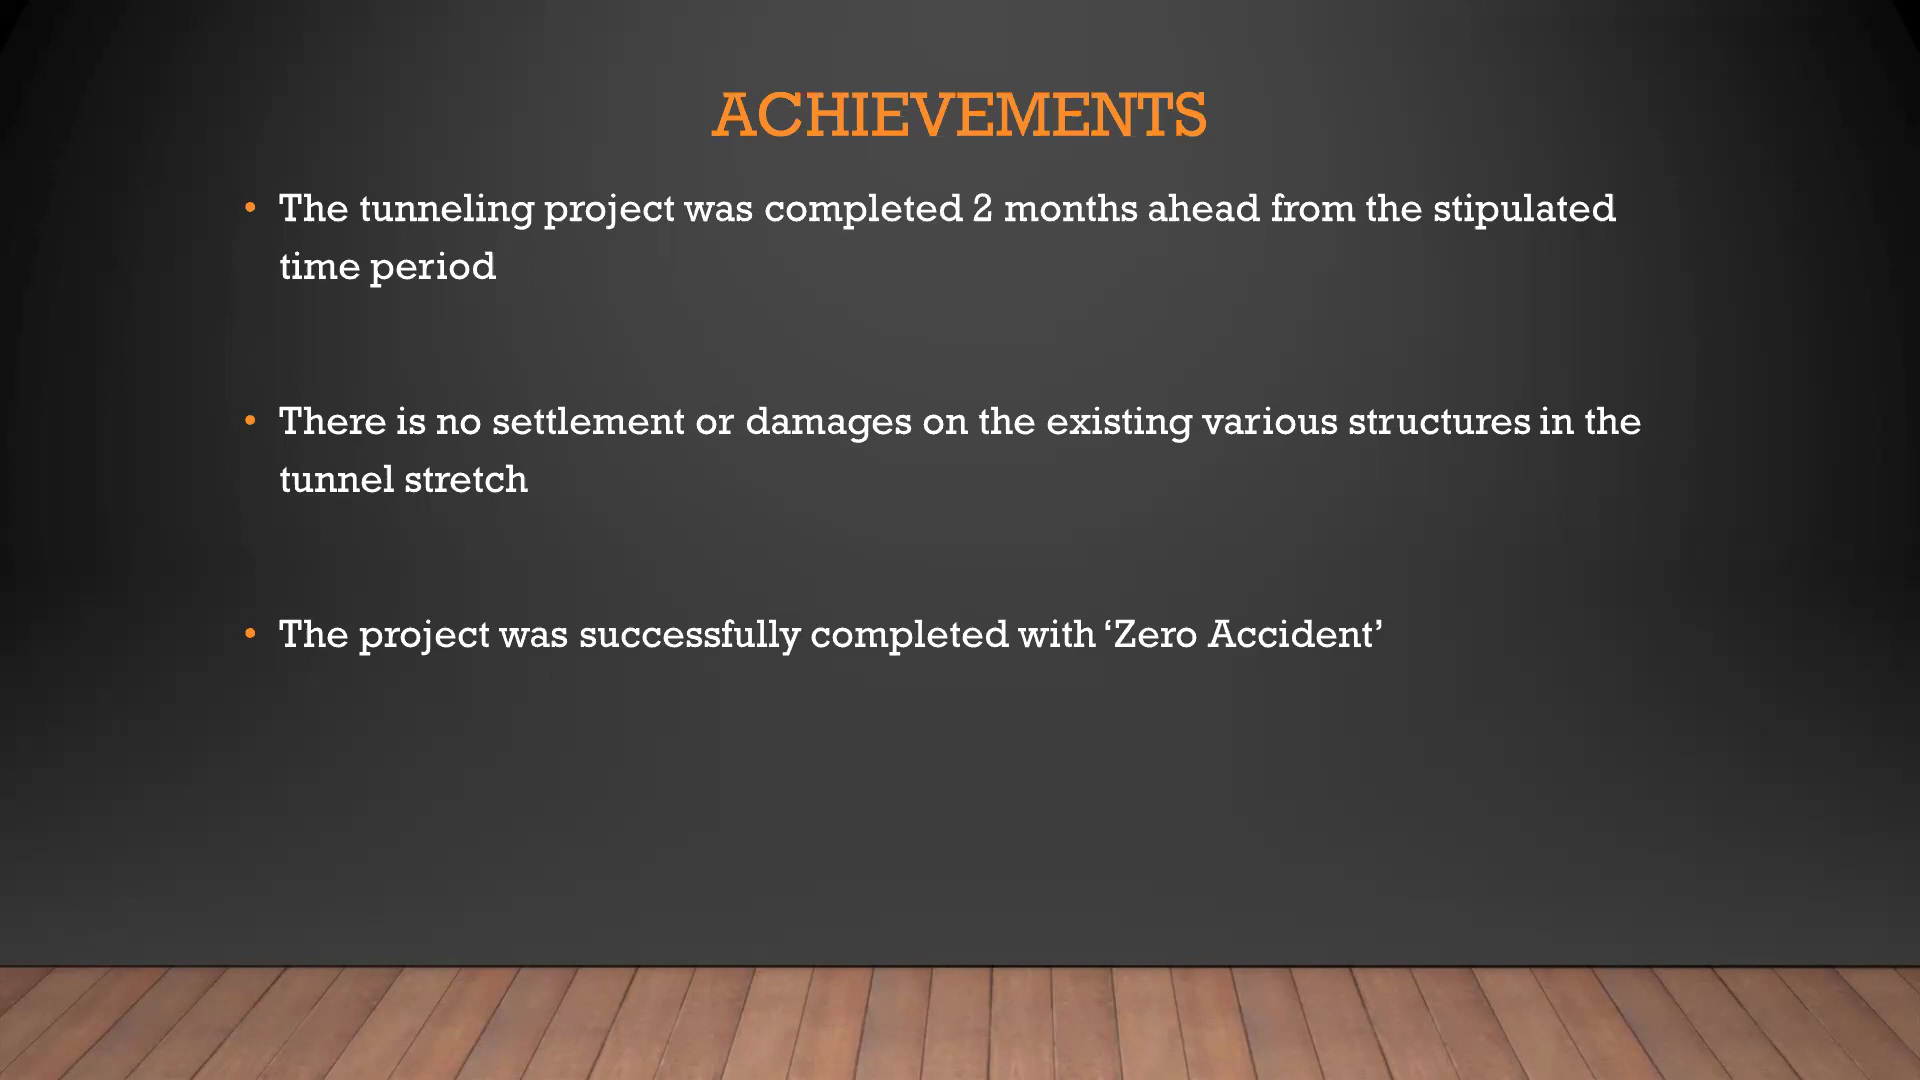 ACHIEVEMENTS
• The tunneling project was completed 2 months ahead from the stipulated
time period
• There is no settlement or damages on the existing various structures in the
tunnel stretch
• The project was successfully completed with ‘Zero Accident’